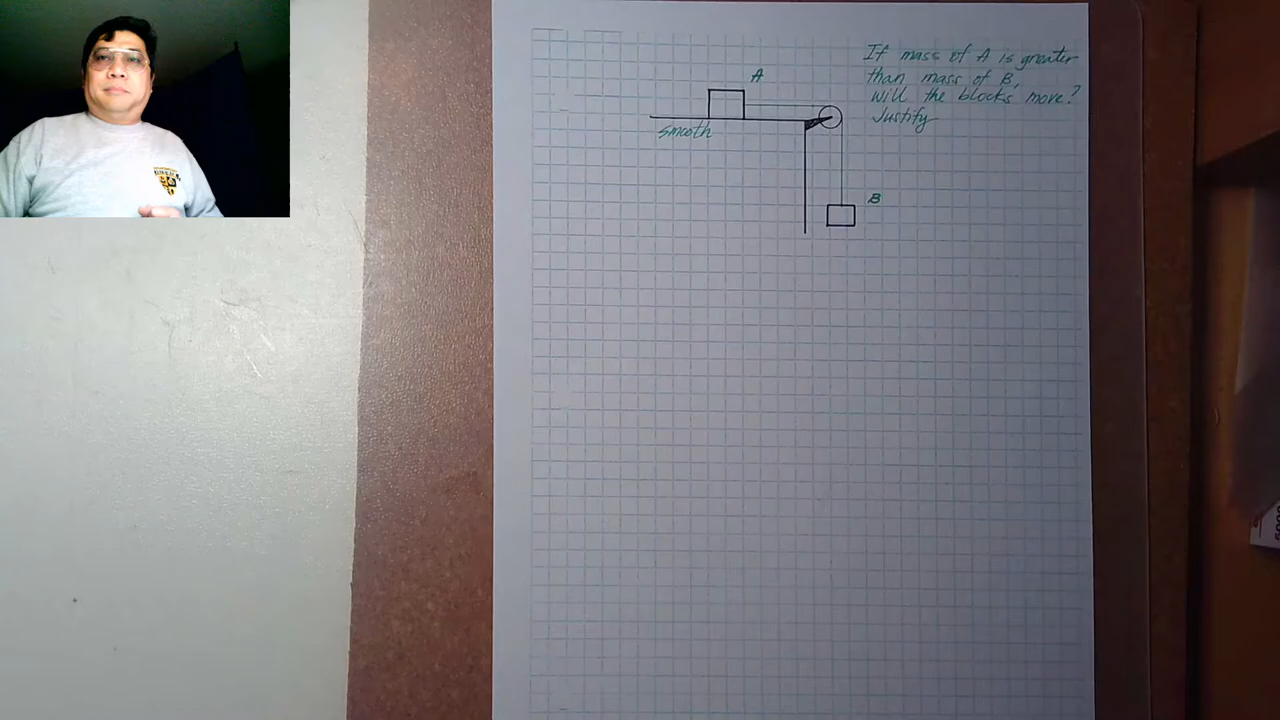 If mass of A is greater
than mass of B,
will the blocks move?
Justify
A
smooth
B